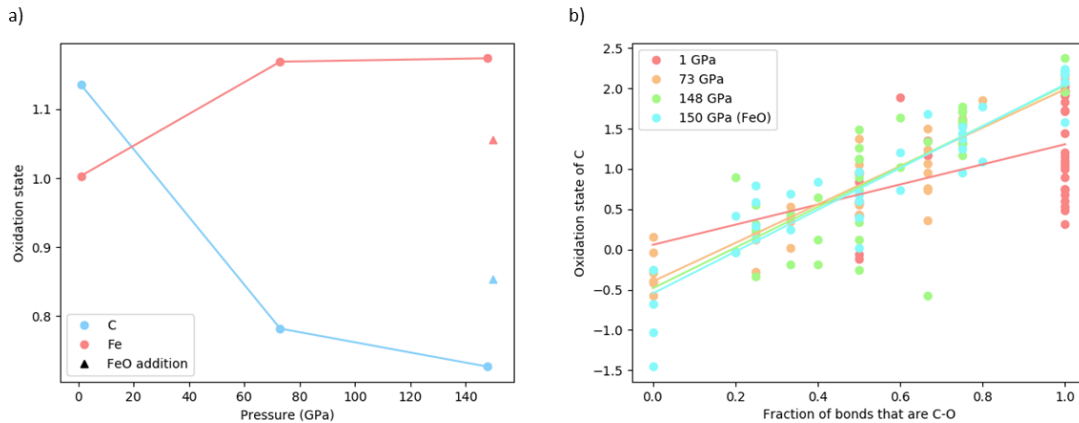 a)
Oxidation state
1.1
1.0
0.9
0.8
C
Fe
FeO addition
0 20 40 60 80 100 120 140
Pressure (GPa)
b)
Oxidation state of C
2.5
2.0
1.5
1.0
0.5
0.0
−0.5
−1.0
−1.5
1 GPa
73 GPa
148 GPa
150 GPa (FeO)
0.0 0.2 0.4 0.6 0.8 1.0
Fraction of bonds that are C-O